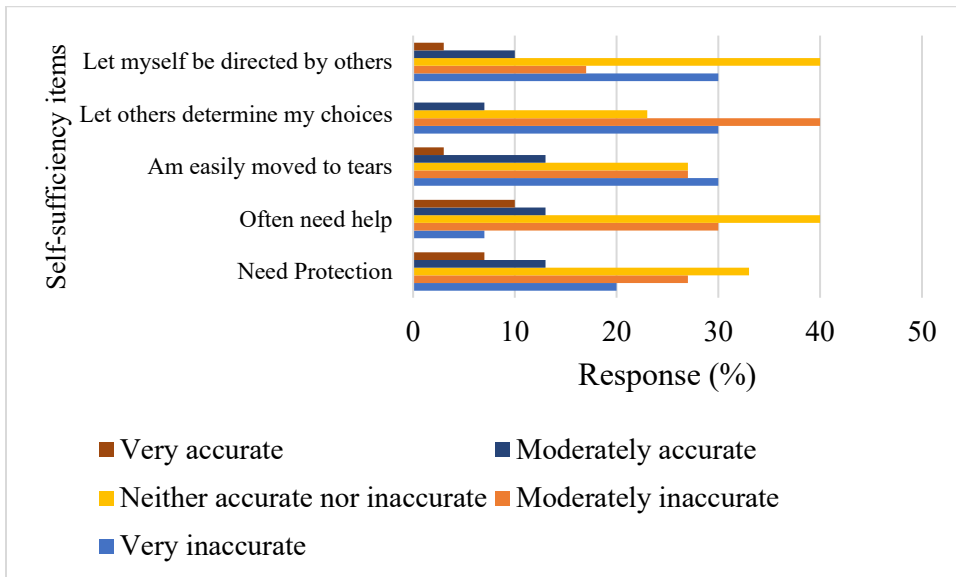 Self-sufficiency items
Let myself be directed by others
Let others determine my choices
Am easily moved to tears
Often need help
Need Protection
0 10 20 30 40 50
Response (%)
Very accurate Moderately accurate
Neither accurate nor inaccurate Moderately inaccurate
Very inaccurate